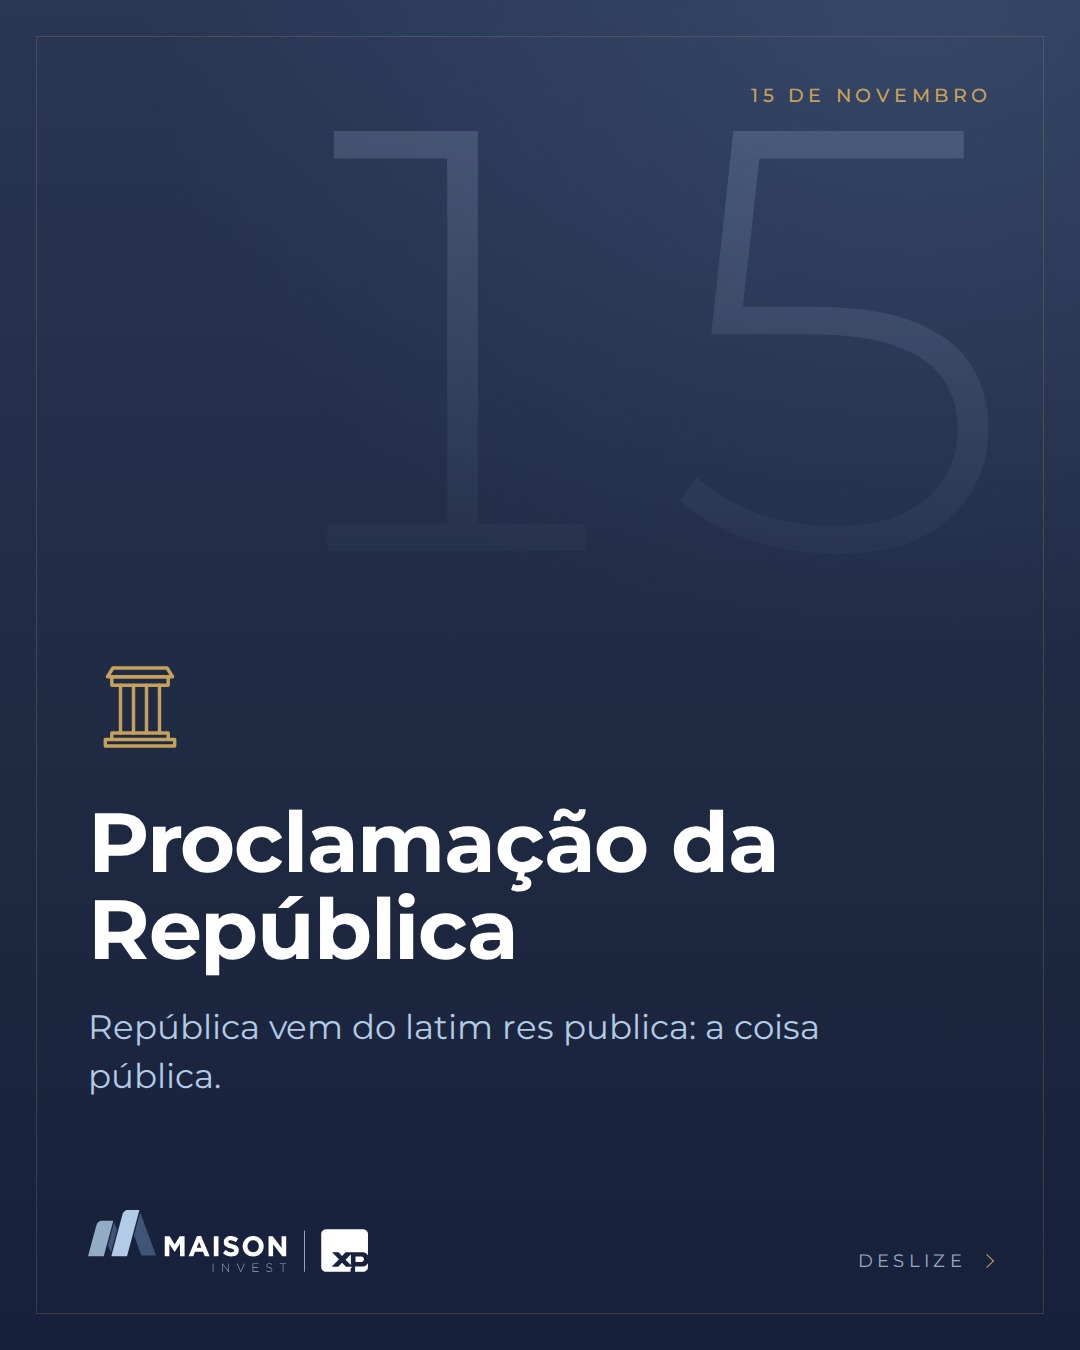 15 DE NOVEMBRO
15
Proclamação da
República
República vem do latim res publica: a coisa
pública.
MAISON
INVEST
xp
DESLIZE